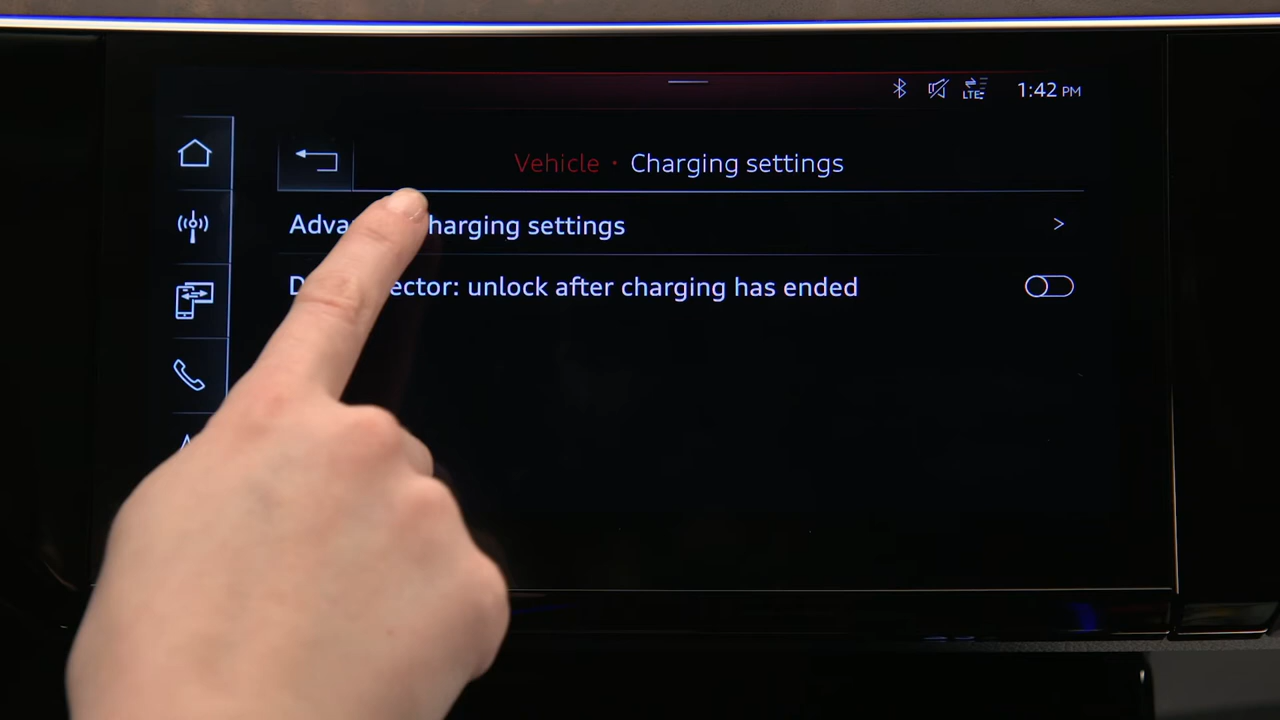 LTE
1:42 PM
Vehicle · Charging settings
harging settings
ector: unlock after charging has ended